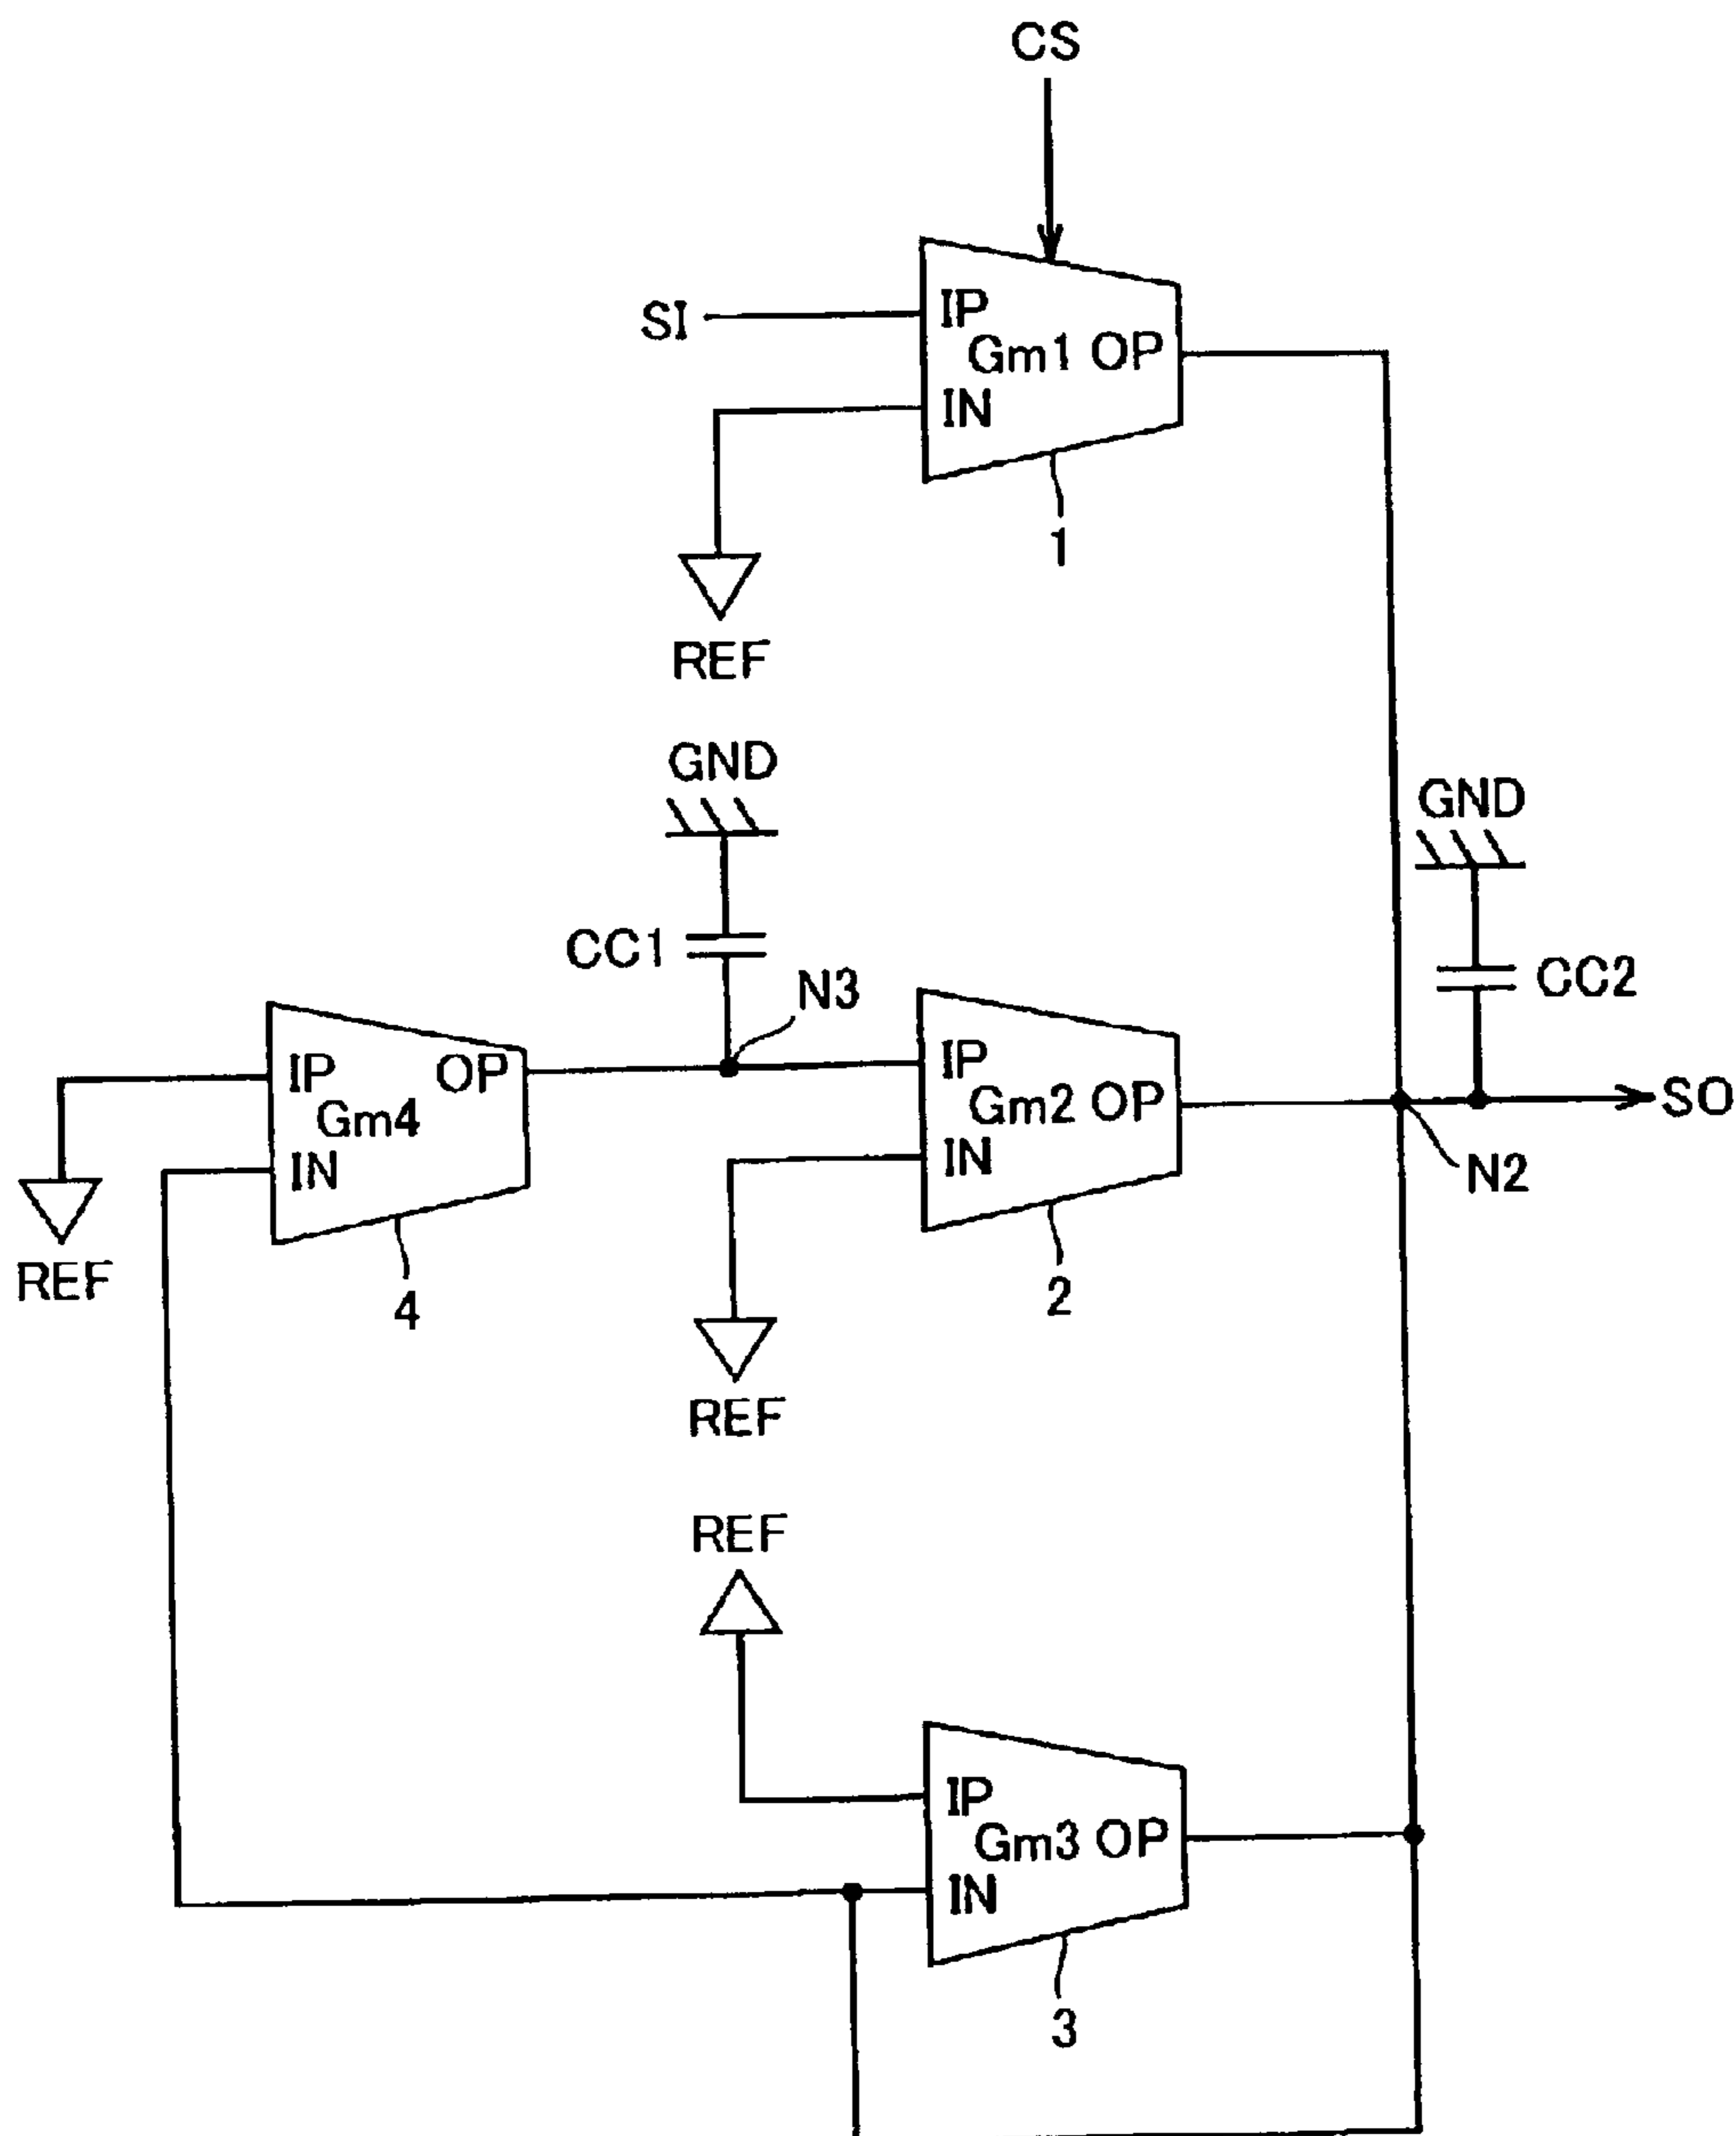 CS
SI
IP
Gm1 OP
IN
1
REF
GND
GND
CC1
CC2
N3
IP OP
Gm4
IN
IP
Gm2 OP
IN
SO
N2
REF
4
2
REF
REF
IP
Gm3 OP
IN
3